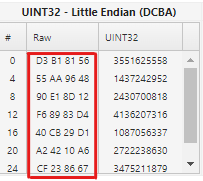 UINT32 - Little Endian (DCBA)
# Raw UINT32
0 D3 B1 81 56 3551625558
4 55 AA 96 48 1437242952
8 90 E1 8D 12 2430700818
12 F6 89 83 D4 4136207316
16 40 CB 29 D1 1087056337
20 A2 42 10 A6 2722238630
24 CF 23 86 67 3475211879